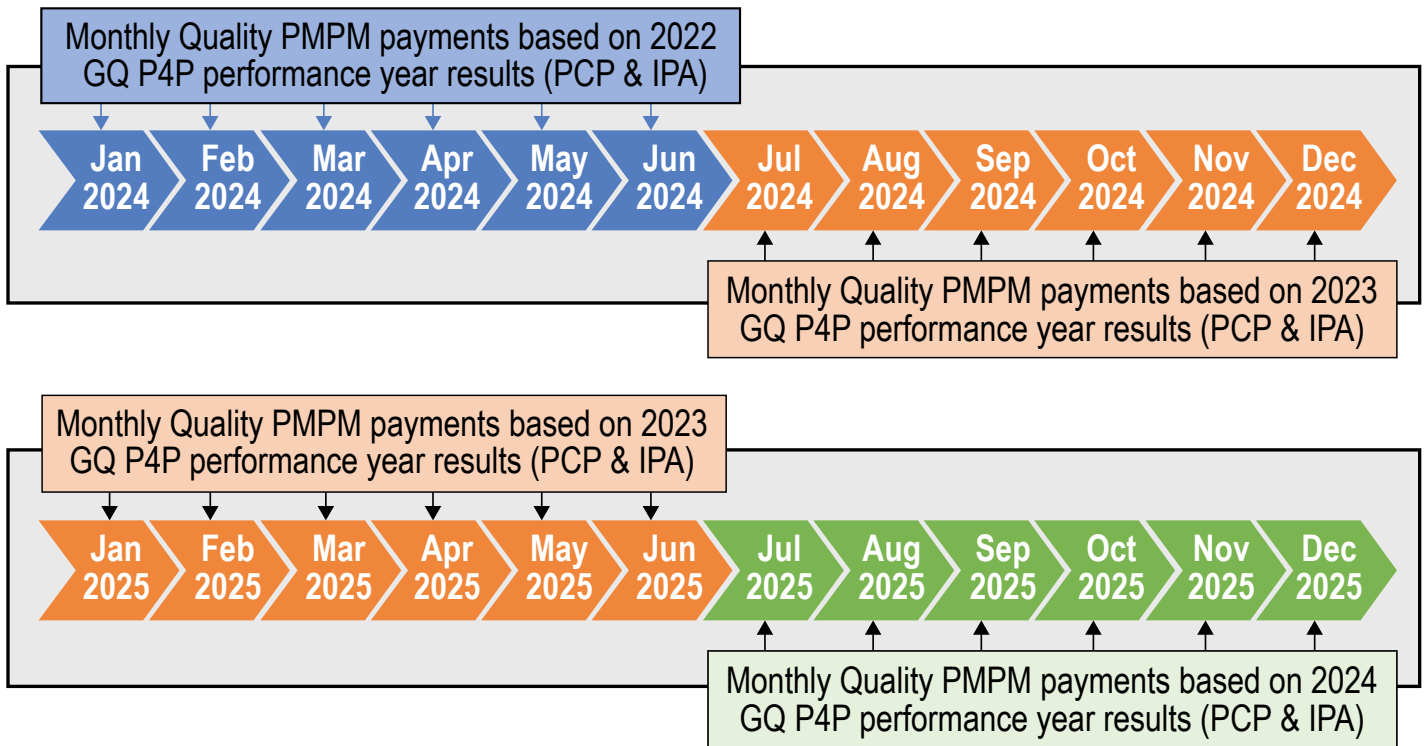 Monthly Quality PMPM payments based on 2022
GQ P4P performance year results (PCP & IPA)
Jan 2024
Feb 2024
Mar 2024
Apr 2024
May 2024
Jun 2024
Jul 2024
Aug 2024
Sep 2024
Oct 2024
Nov 2024
Dec 2024
Monthly Quality PMPM payments based on 2023
GQ P4P performance year results (PCP & IPA)
Monthly Quality PMPM payments based on 2023
GQ P4P performance year results (PCP & IPA)
Jan 2025
Feb 2025
Mar 2025
Apr 2025
May 2025
Jun 2025
Jul 2025
Aug 2025
Sep 2025
Oct 2025
Nov 2025
Dec 2025
Monthly Quality PMPM payments based on 2024
GQ P4P performance year results (PCP & IPA)